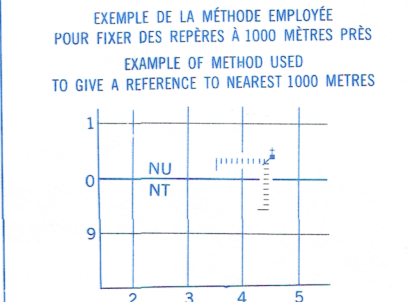 EXEMPLE DE LA MÉTHODE EMPLOYÉE
POUR FIXER DES REPÈRES À 1000 MÈTRES PRÈS
EXAMPLE OF METHOD USED
TO GIVE A REFERENCE TO NEAREST 1000 METRES
1
NU
0
NT
9
2 3 4 5